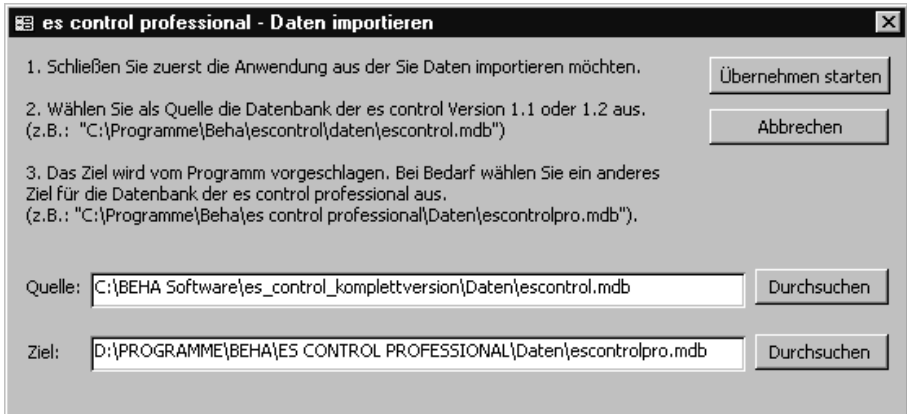 es control professional - Daten importieren
1. Schließen Sie zuerst die Anwendung aus der Sie Daten importieren möchten.
Übernehmen starten
2. Wählen Sie als Quelle die Datenbank der es control Version 1.1 oder 1.2 aus.
(z.B.: "C:\Programme\Beha\escontrol\daten\escontrol.mdb")
Abbrechen
3. Das Ziel wird vom Programm vorgeschlagen. Bei Bedarf wählen Sie ein anderes
Ziel für die Datenbank der es control professional aus.
(z.B.: "C:\Programme\Beha\es control professional\Daten\escontrolpro.mdb").
Quelle: C:\BEHA Software\es_control_komplettversion\Daten\escontrol.mdb Durchsuchen
Ziel: D:\PROGRAMME\BEHA\ES CONTROL PROFESSIONAL\Daten\escontrolpro.mdb Durchsuchen